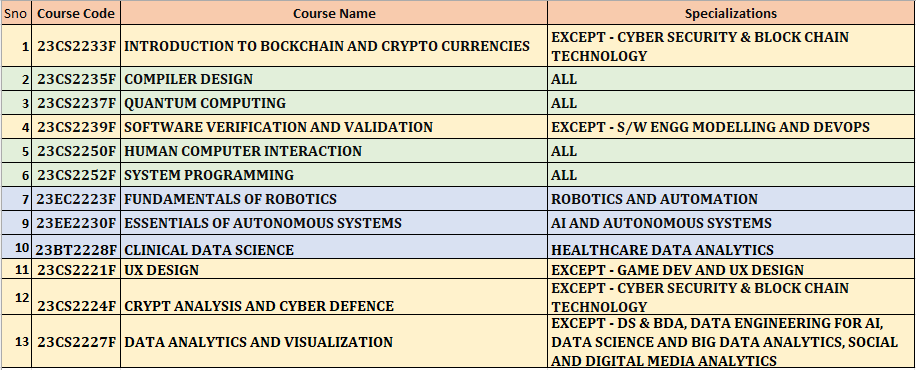 Sno Course Code Course Name Specializations
1 23CS2233F INTRODUCTION TO BOCKCHAIN AND CRYPTO CURRENCIES EXCEPT - CYBER SECURITY & BLOCK CHAIN
TECHNOLOGY
2 23CS2235F COMPILER DESIGN ALL
3 23CS2237F QUANTUM COMPUTING ALL
4 23CS2239F SOFTWARE VERIFICATION AND VALIDATION EXCEPT - S/W ENGG MODELLING AND DEVOPS
5 23CS2250F HUMAN COMPUTER INTERACTION ALL
6 23CS2252F SYSTEM PROGRAMMING ALL
7 23EC2223F FUNDAMENTALS OF ROBOTICS ROBOTICS AND AUTOMATION
9 23EE2230F ESSENTIALS OF AUTONOMOUS SYSTEMS AI AND AUTONOMOUS SYSTEMS
10 23BT2228F CLINICAL DATA SCIENCE HEALTHCARE DATA ANALYTICS
11 23CS2221F UX DESIGN EXCEPT - GAME DEV AND UX DESIGN
12 23CS2224F CRYPT ANALYSIS AND CYBER DEFENCE EXCEPT - CYBER SECURITY & BLOCK CHAIN
TECHNOLOGY
13 23CS2227F DATA ANALYTICS AND VISUALIZATION EXCEPT - DS & BDA, DATA ENGINEERING FOR AI,
DATA SCIENCE AND BIG DATA ANALYTICS, SOCIAL
AND DIGITAL MEDIA ANALYTICS